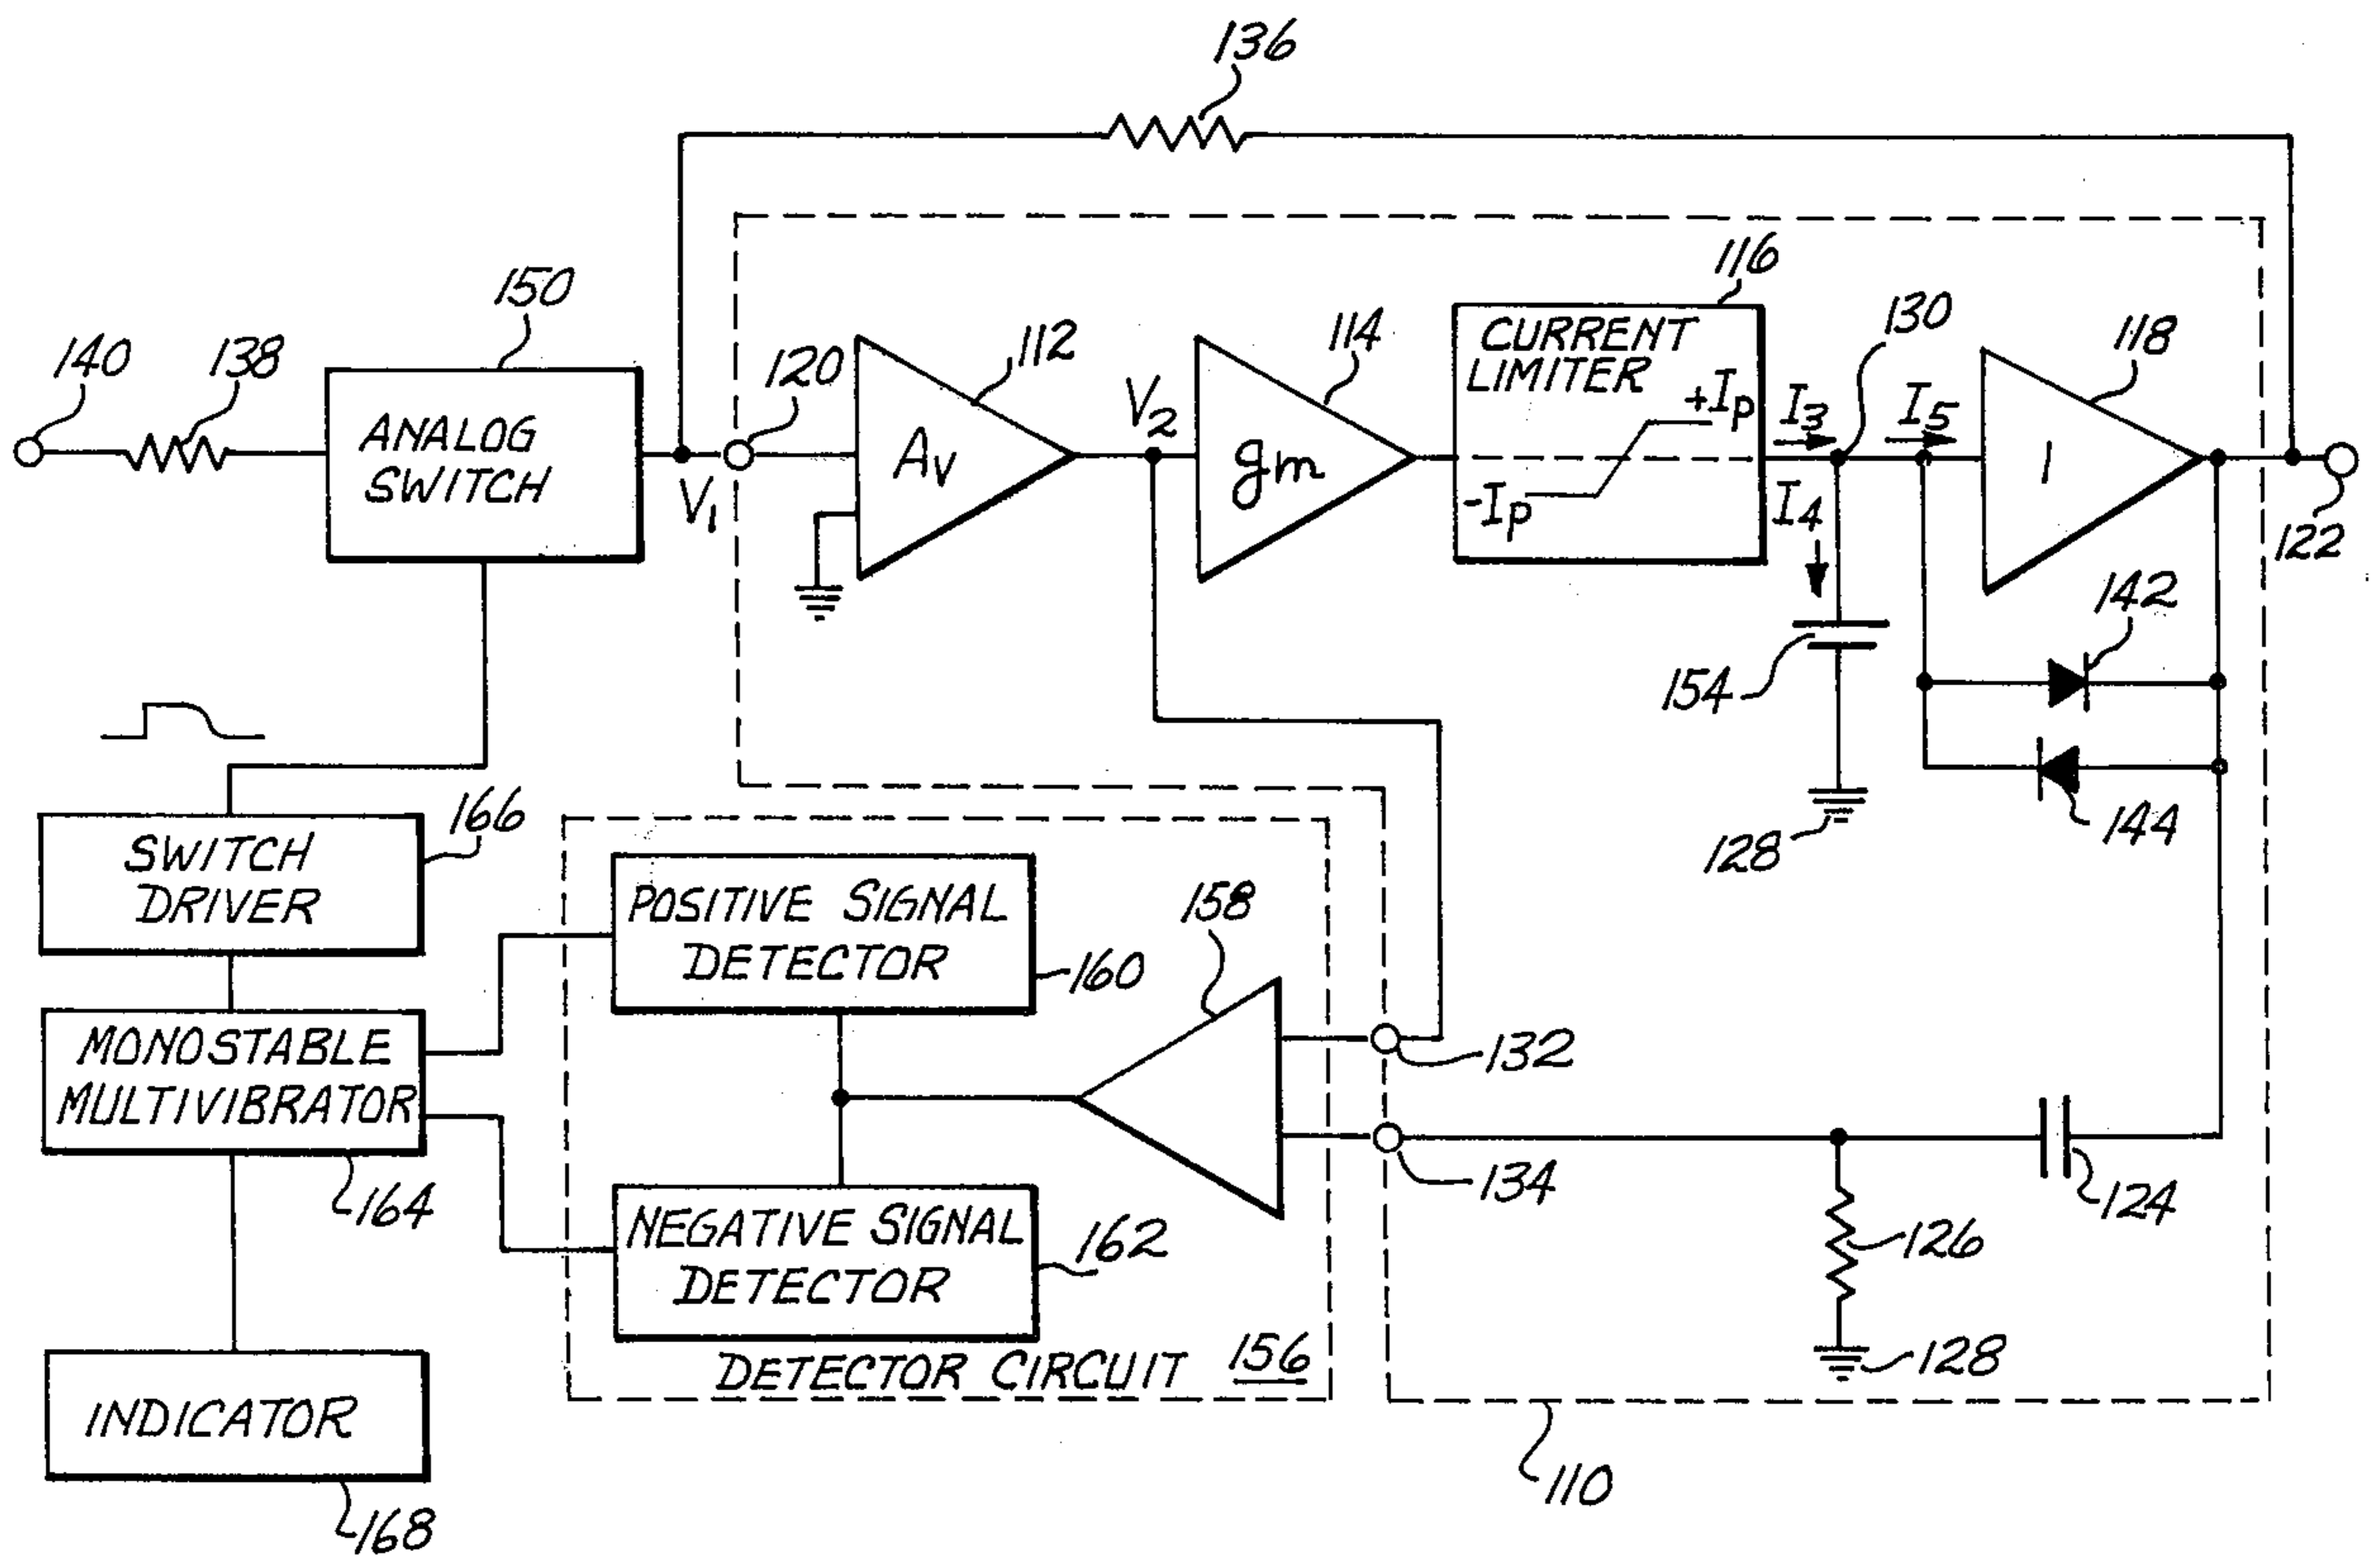 136
150
116
130
118
140
138
120
112
114
CURRENT
LIMITER
+Ip
-Ip
I3
I5
I4
V2
V1
ANALOG
SWITCH
Av
gm
1
122
142
154
144
128
166
SWITCH
DRIVER
POSITIVE SIGNAL
DETECTOR
160
158
132
MONOSTABLE
MULTIVIBRATOR
164
134
124
NEGATIVE SIGNAL
DETECTOR
162
126
DETECTOR CIRCUIT 156
128
INDICATOR
168
110